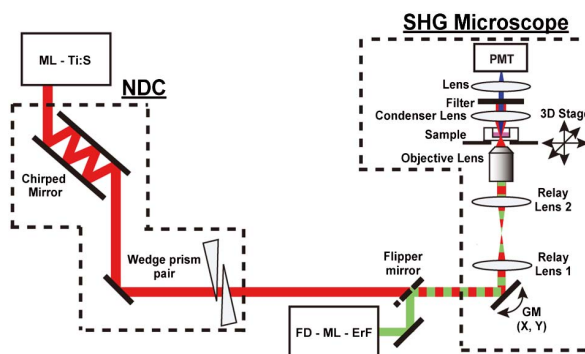 SHG Microscope
ML - Ti:S
PMT
NDC
Lens
Filter
Condenser Lens
3D Stage
Sample
Objective Lens
Chirped
Mirror
Relay
Lens 2
Wedge prism
pair
Flipper
mirror
Relay
Lens 1
GM
(X, Y)
FD - ML - ErF